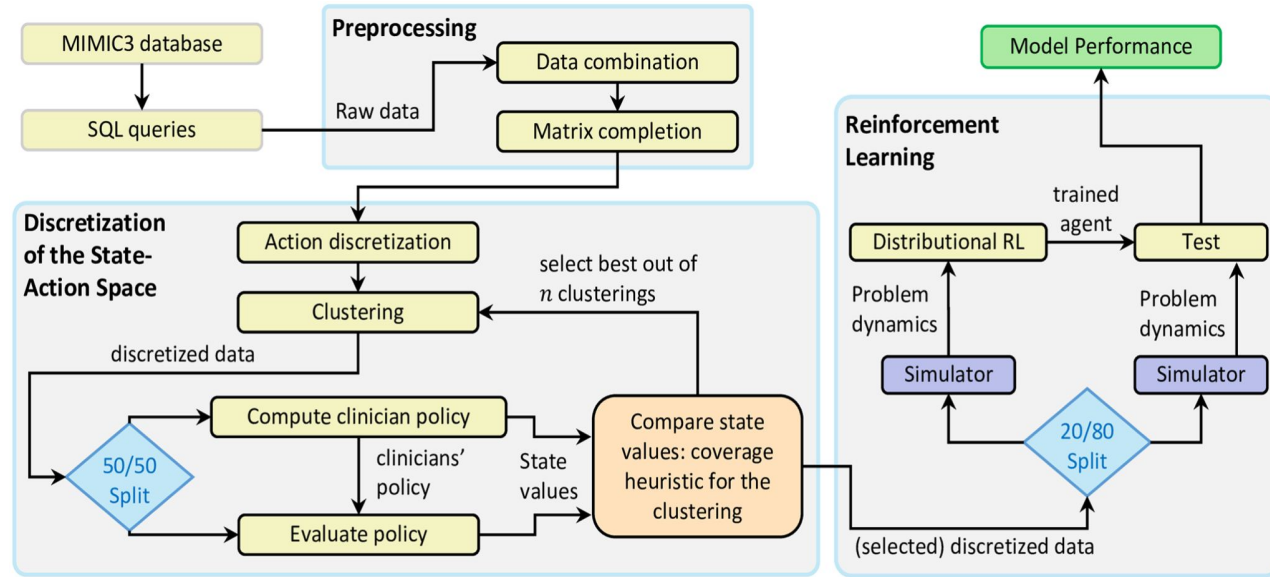 MIMIC3 database
SQL queries
Raw data
Preprocessing
Data combination
Matrix completion
Discretization
of the State-
Action Space
Action discretization
Clustering
select best out of
n clusterings
discretized data
50/50
Split
Compute clinician policy
clinicians'
policy
Evaluate policy
State
values
Compare state
values: coverage
heuristic for the
clustering
(selected) discretized data
Reinforcement
Learning
Model Performance
Distributional RL
trained
agent
Test
Problem
dynamics
Problem
dynamics
Simulator
Simulator
20/80
Split